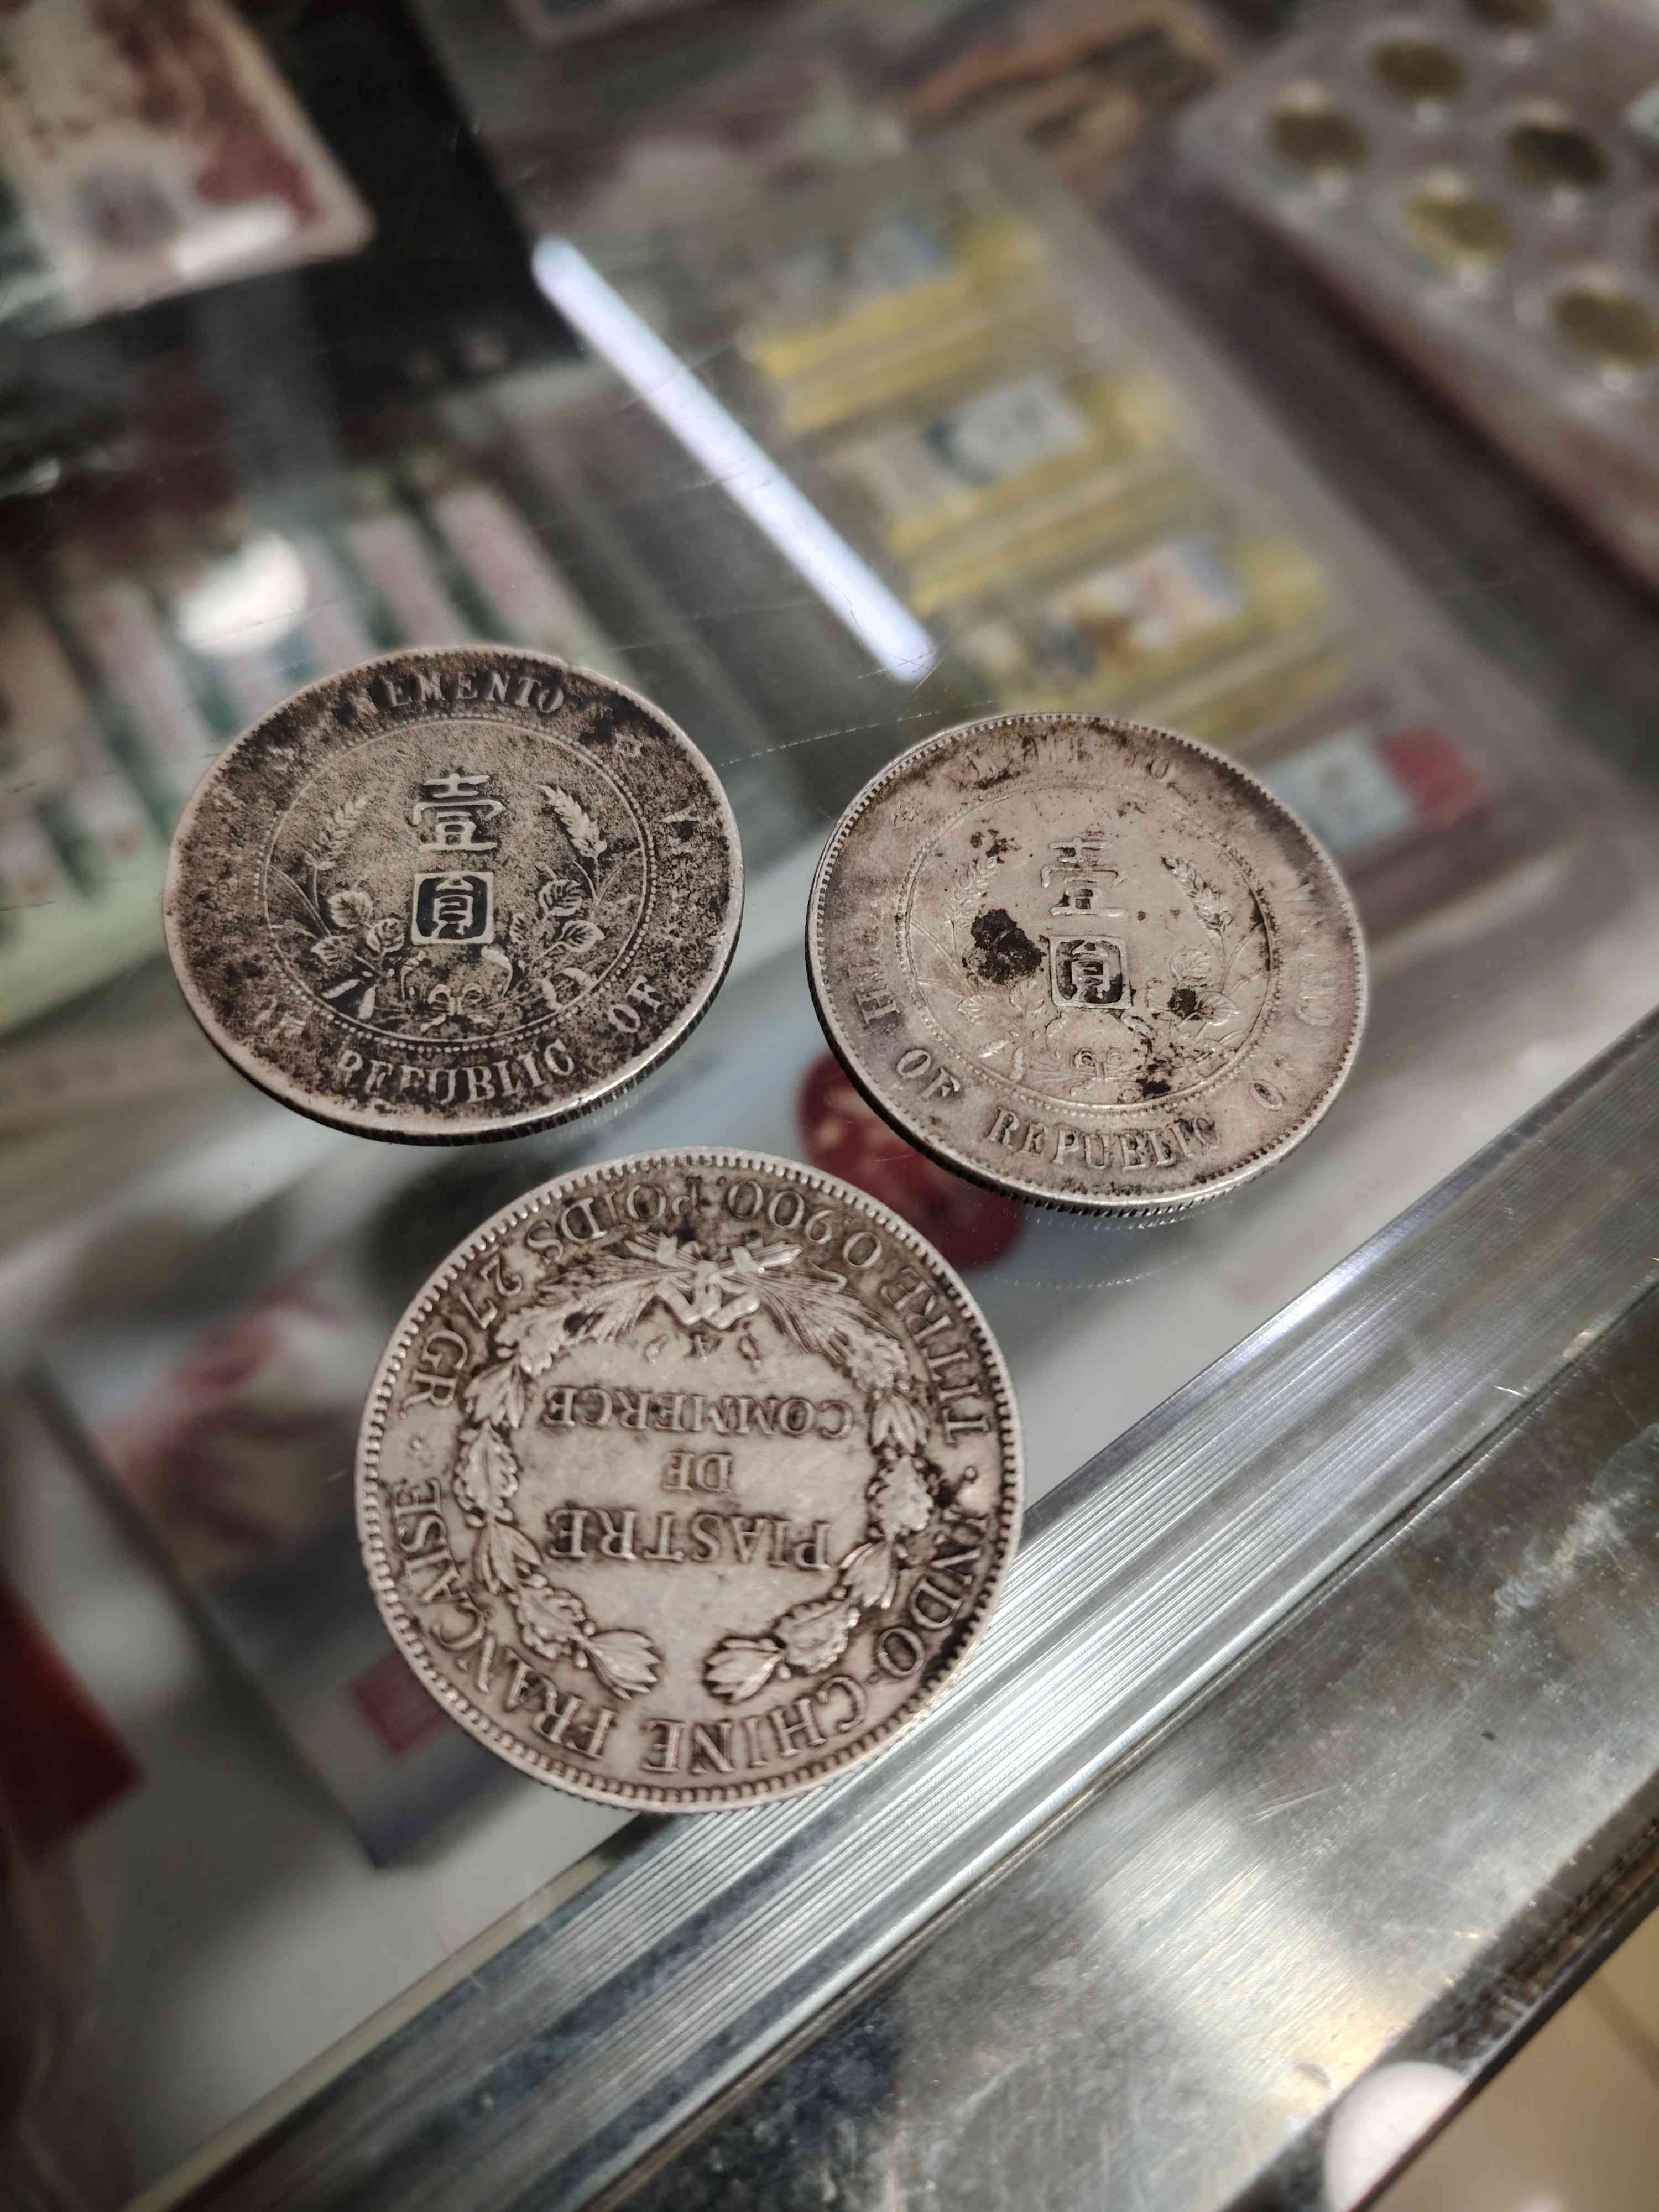 MEMENTO
壹
圓
REPUBLIC OF
壹
圓
OF REPUBLIC
TITRE 0,900. POIDS 27 GR
· INDO-CHINE FRANÇAISE ·
PIASTRE
DE
COMMERCE
A